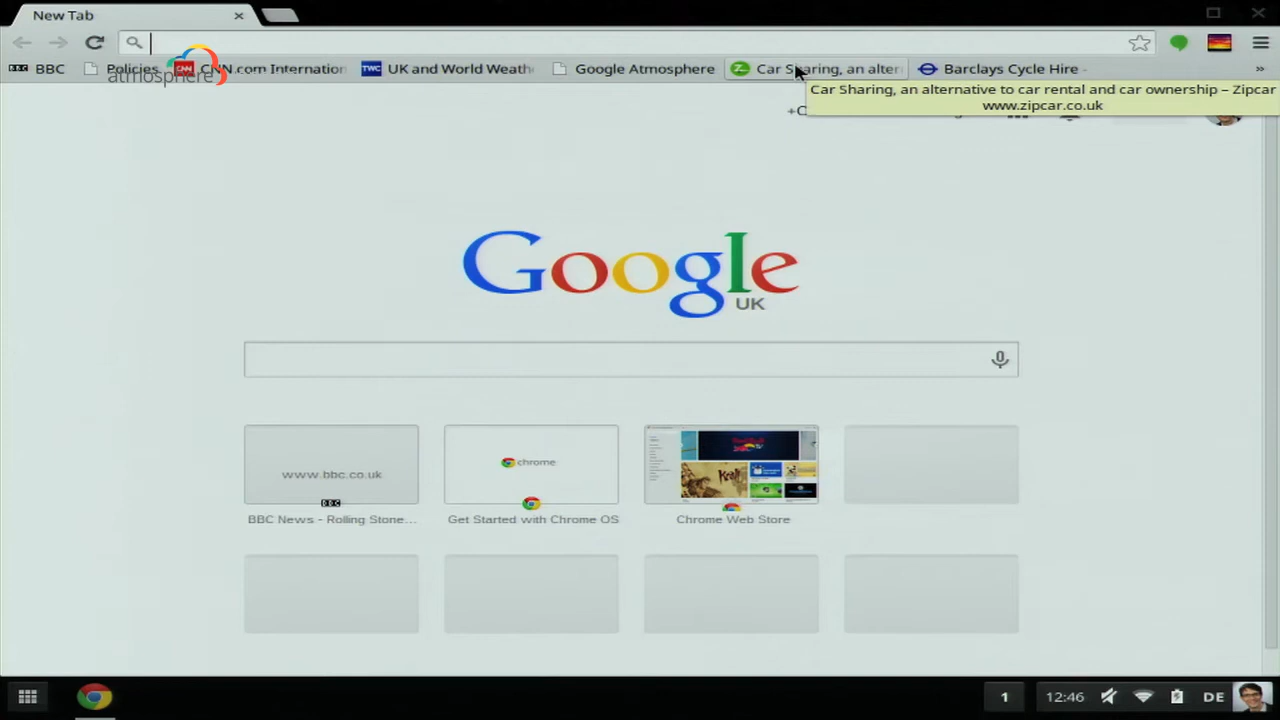 New Tab
BBC
Policies
CNN.com Internation
UK and World Weath
Google Atmosphere
Car Sharing, an alter
Barclays Cycle Hire -
»
atmosphere
Car Sharing, an alternative to car rental and car ownership – Zipcar
www.zipcar.co.uk
Google
UK
www.bbc.co.uk
chrome
BBC
BBC News - Rolling Stone...
Get Started with Chrome OS
Chrome Web Store
1
12:46
DE